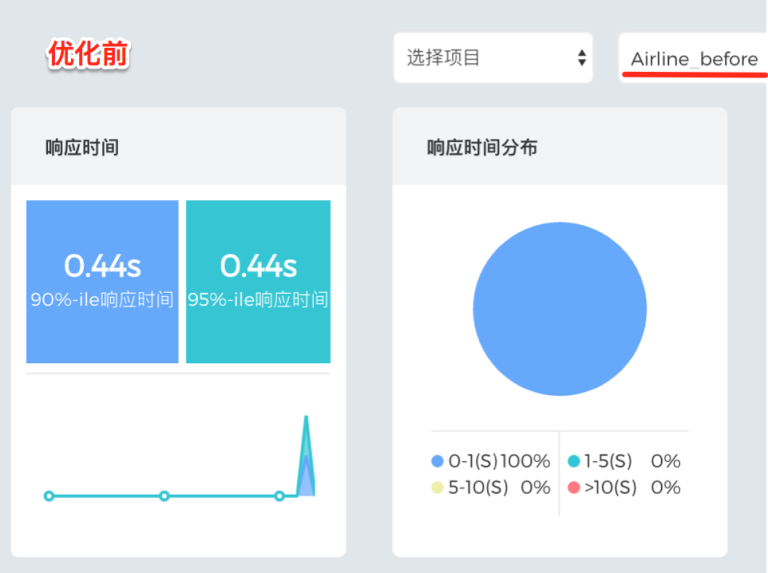 优化前
选择项目
Airline_before
响应时间
0.44s
90%-ile响应时间
0.44s
95%-ile响应时间
响应时间分布
0-1(S) 100%
1-5(S) 0%
5-10(S) 0%
>10(S) 0%